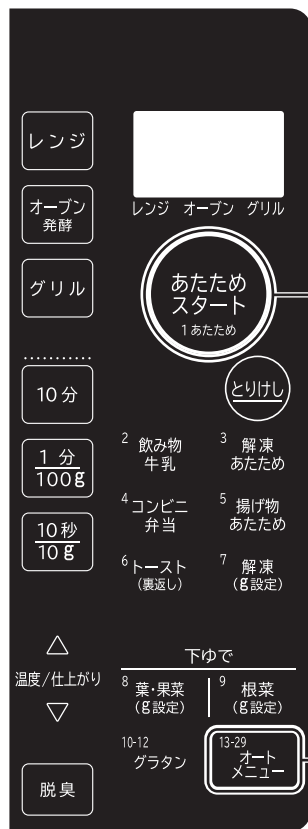 レンジ
オーブン
発酵
グリル
10分
1分
100g
10秒
10g
温度/仕上がり
脱臭
レンジ オーブン グリル
あたため
スタート
1あたため
とりけし
2 飲み物
牛乳
3 解凍
あたため
4 コンビニ
弁当
5 揚げ物
あたため
6 トースト
(裏返し)
7 解凍
(g設定)
下ゆで
8 葉・果菜
(g設定)
9 根菜
(g設定)
10-12
グラタン
13-29
オート
メニュー